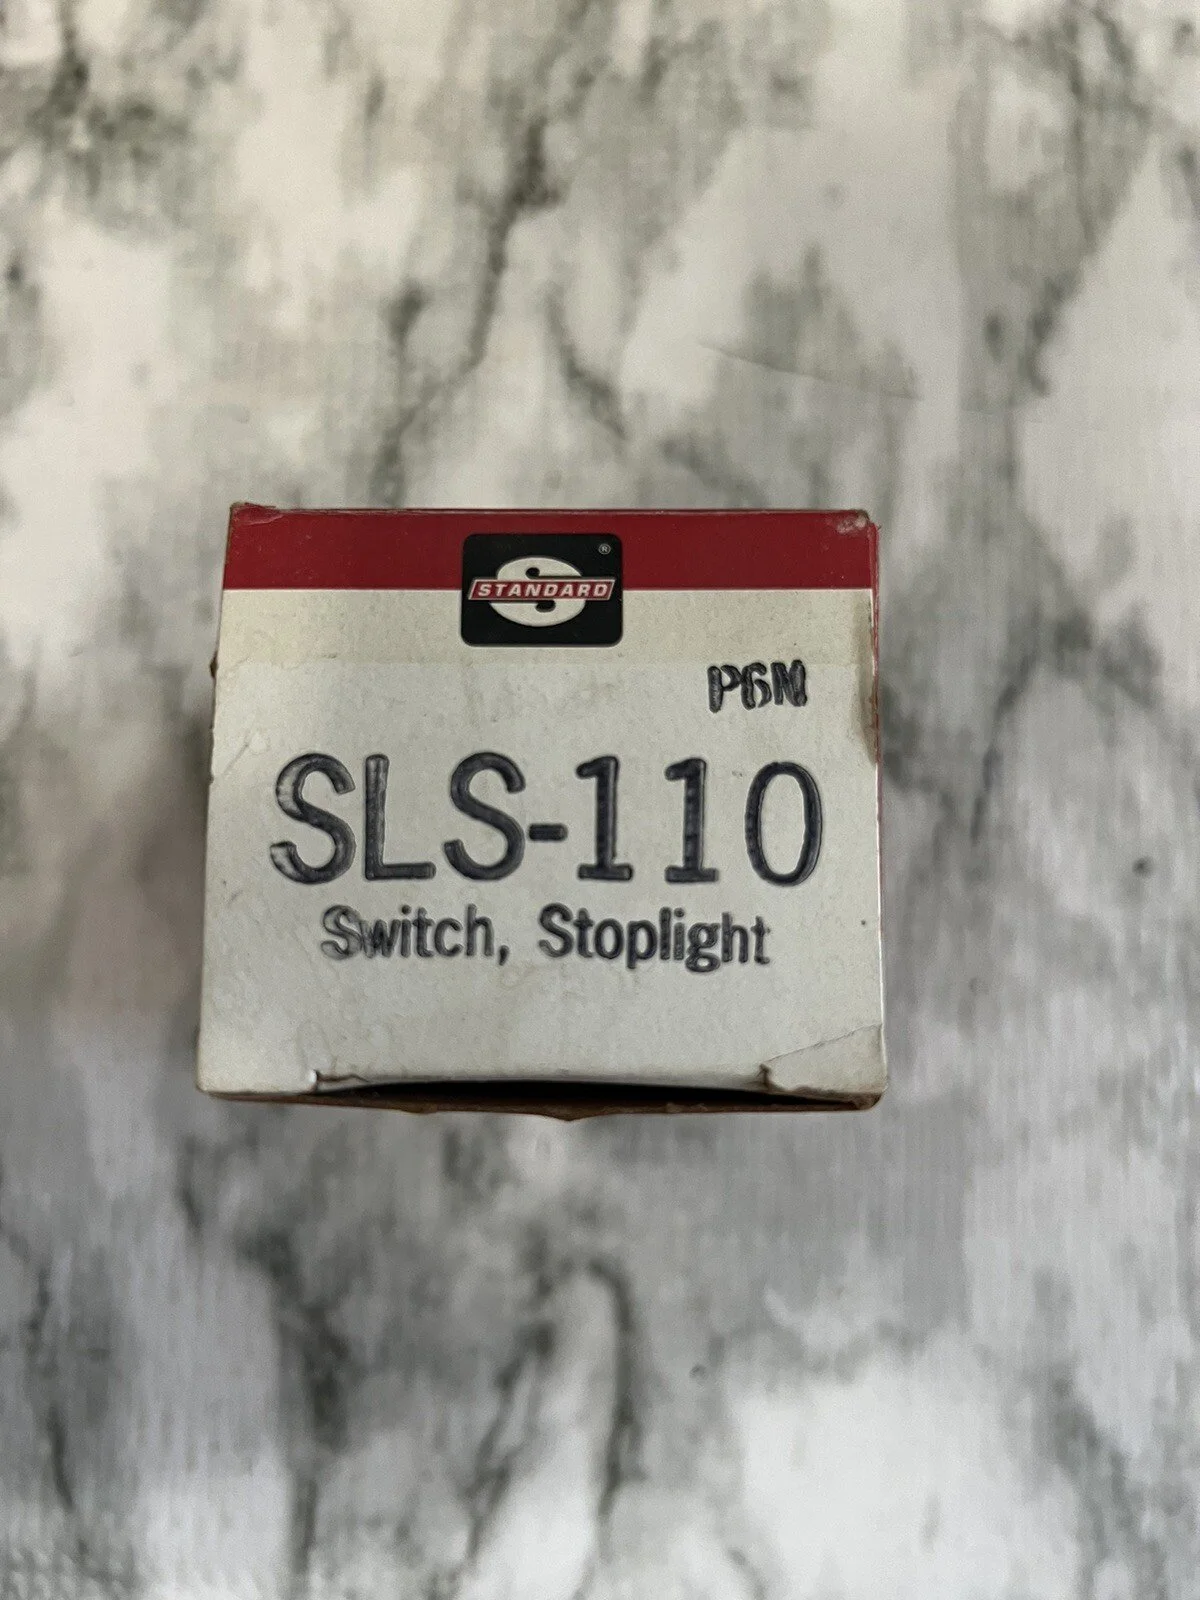 S
STANDARD ®
P6N
SLS-110
Switch, Stoplight